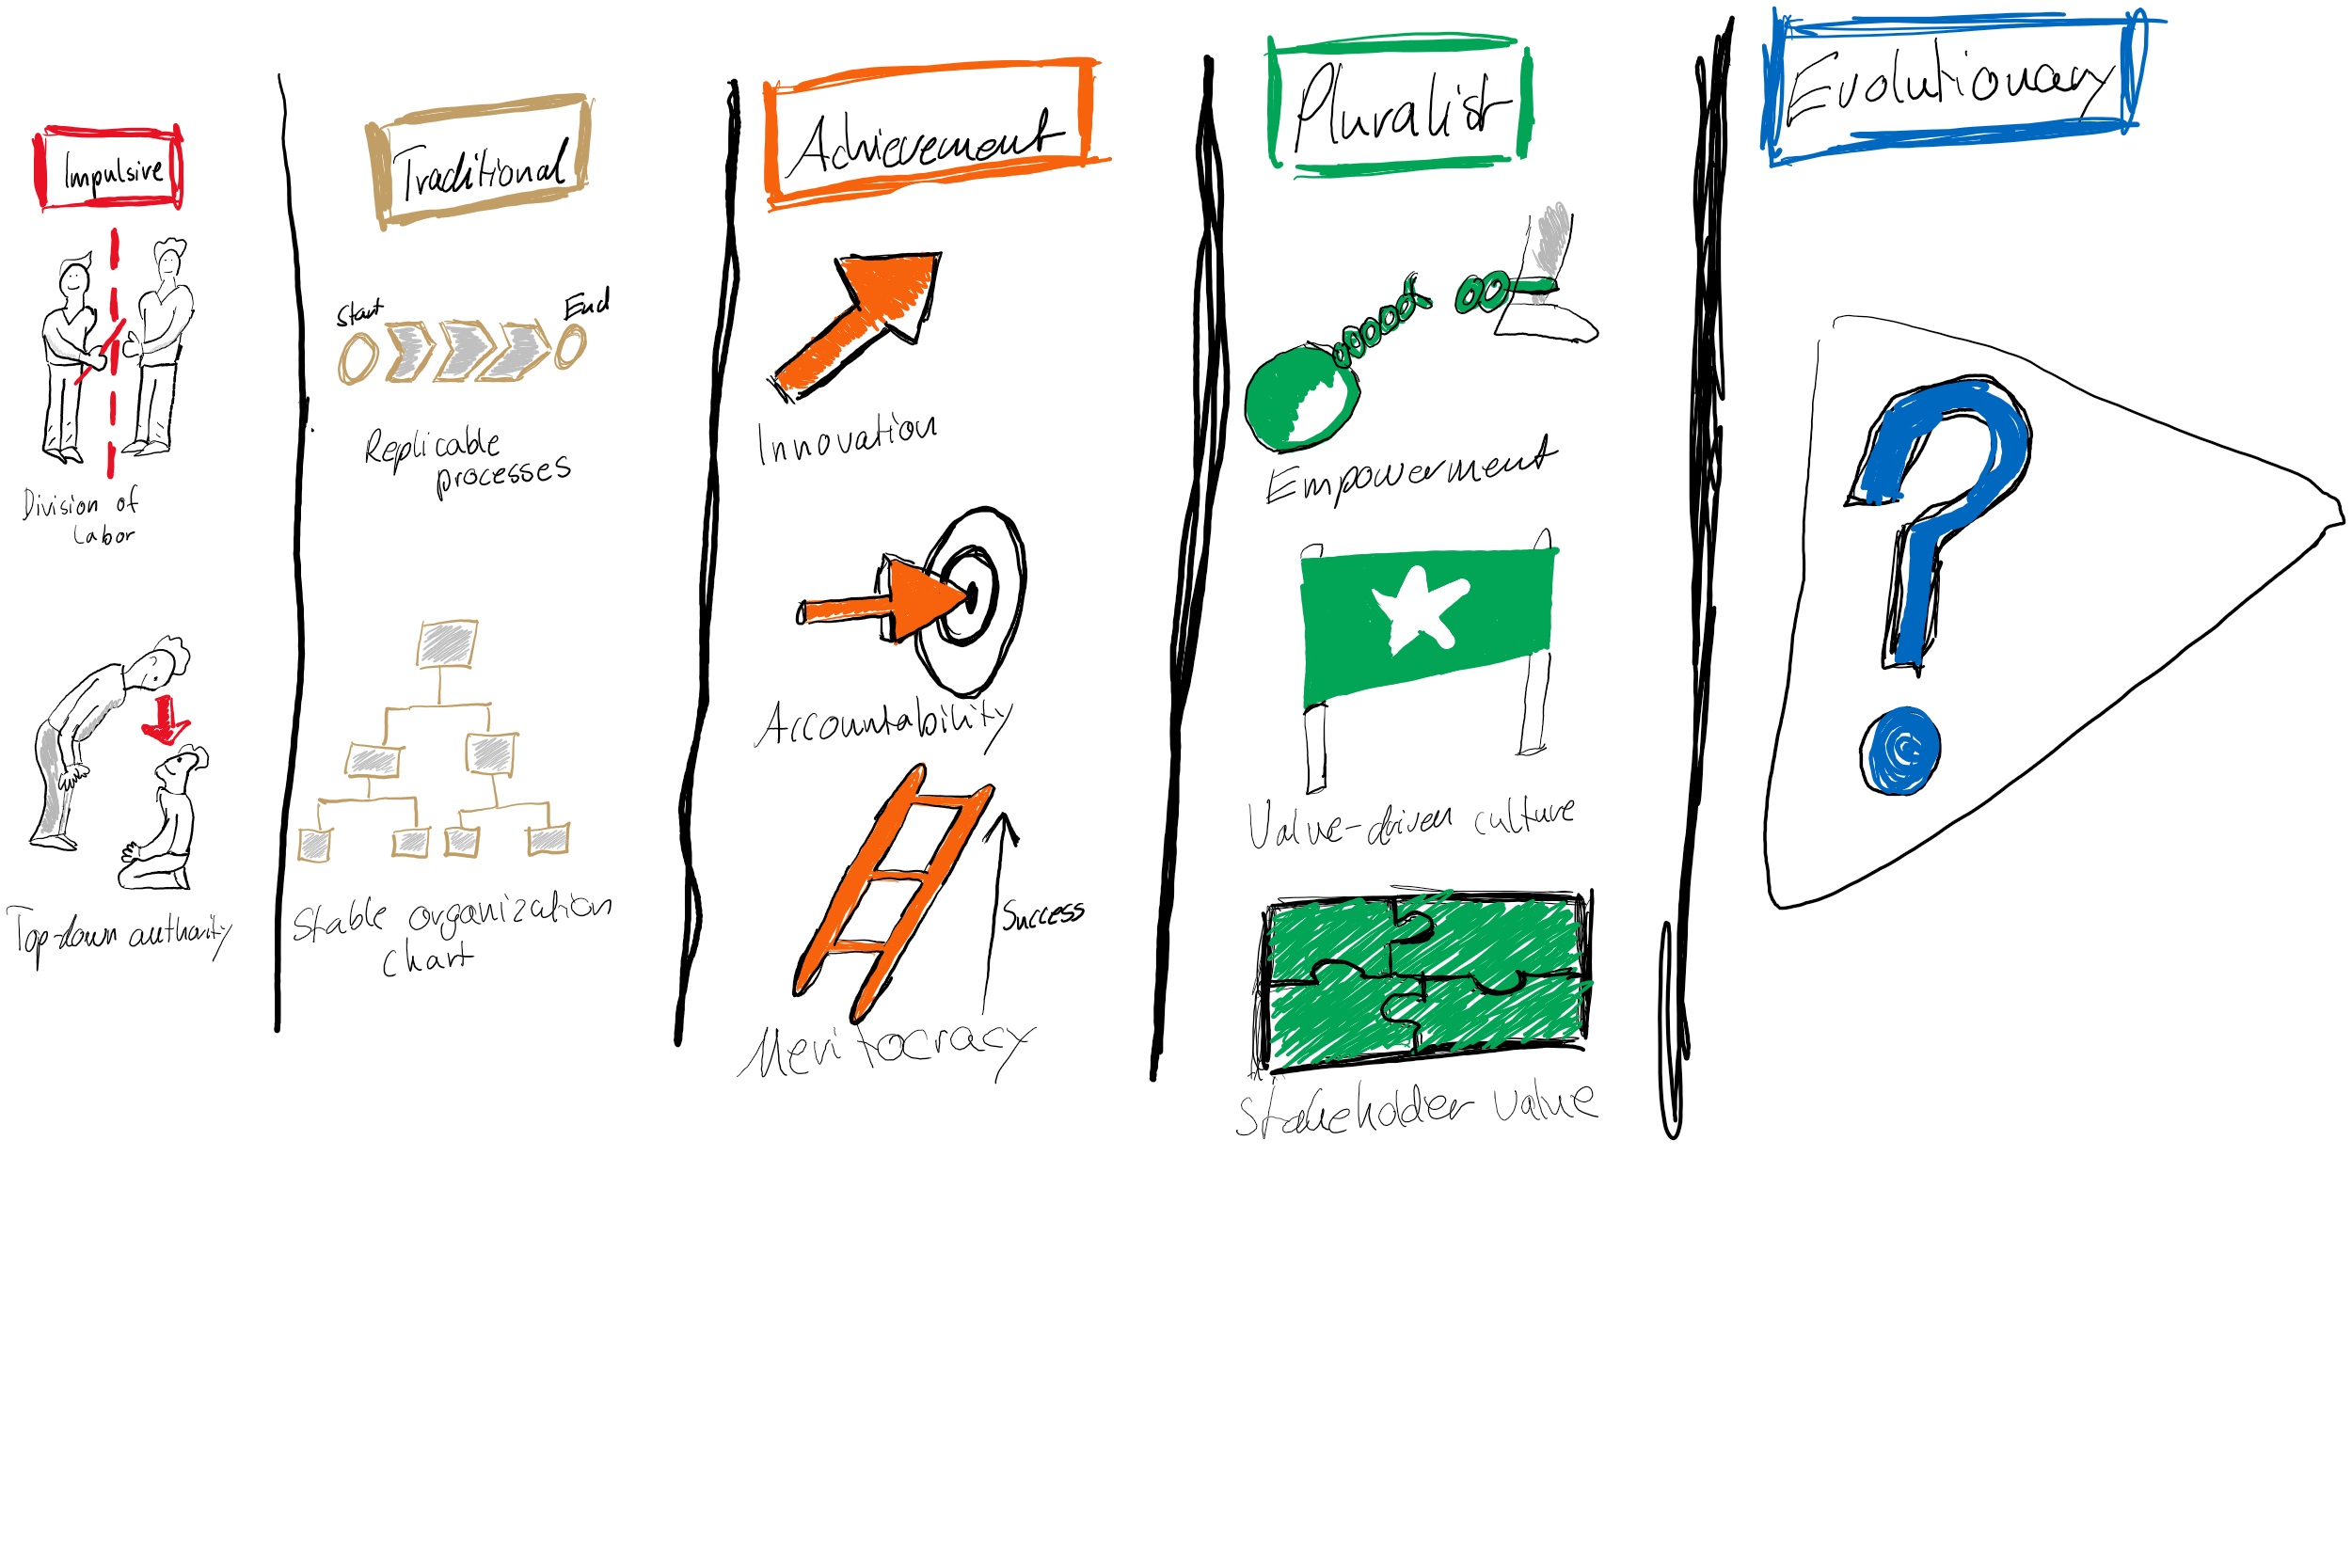 Impulsive
Division of
Labor
Top-down authority
Traditional
Start
End
Replicable
processes
Stable organization
chart
Achievement
Innovation
Accountability
Success
Meritocracy
Pluralist
Empowerment
Value-driven culture
Stakeholder value
Evolutionary
?